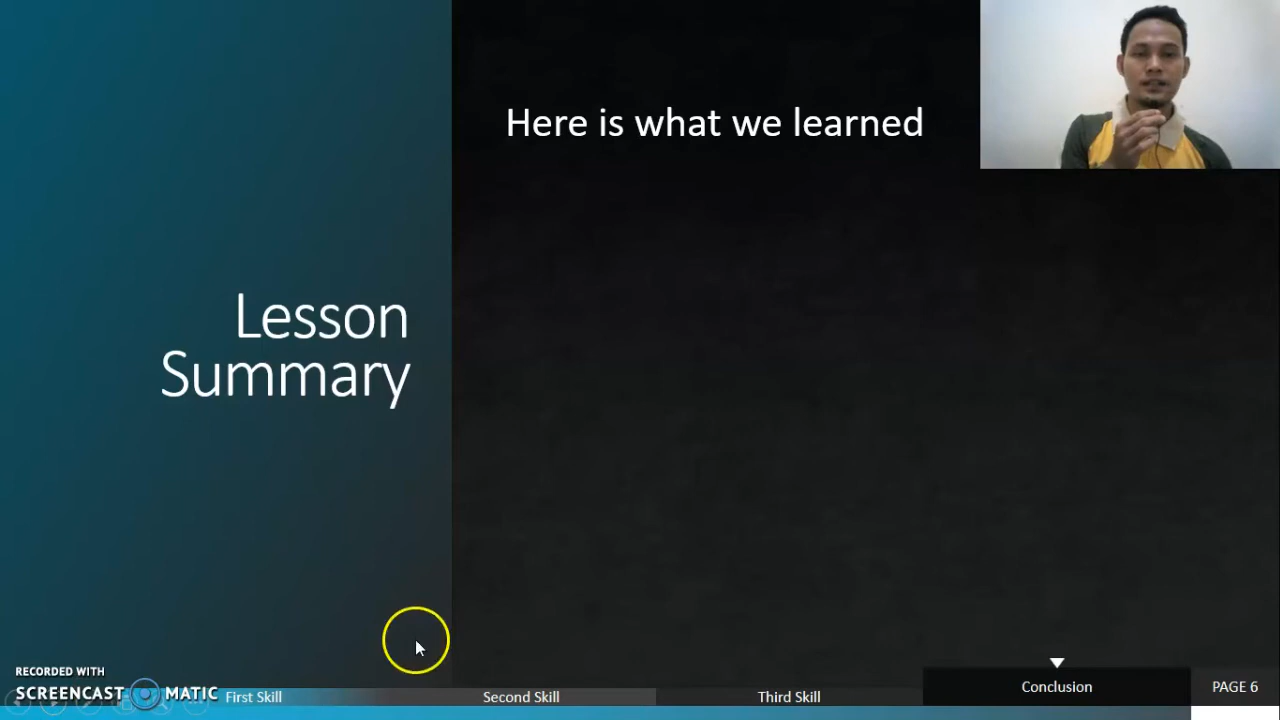 Here is what we learned
Lesson
Summary
RECORDED WITH
SCREENCAST MATIC
First Skill
Second Skill
Third Skill
Conclusion
PAGE 6